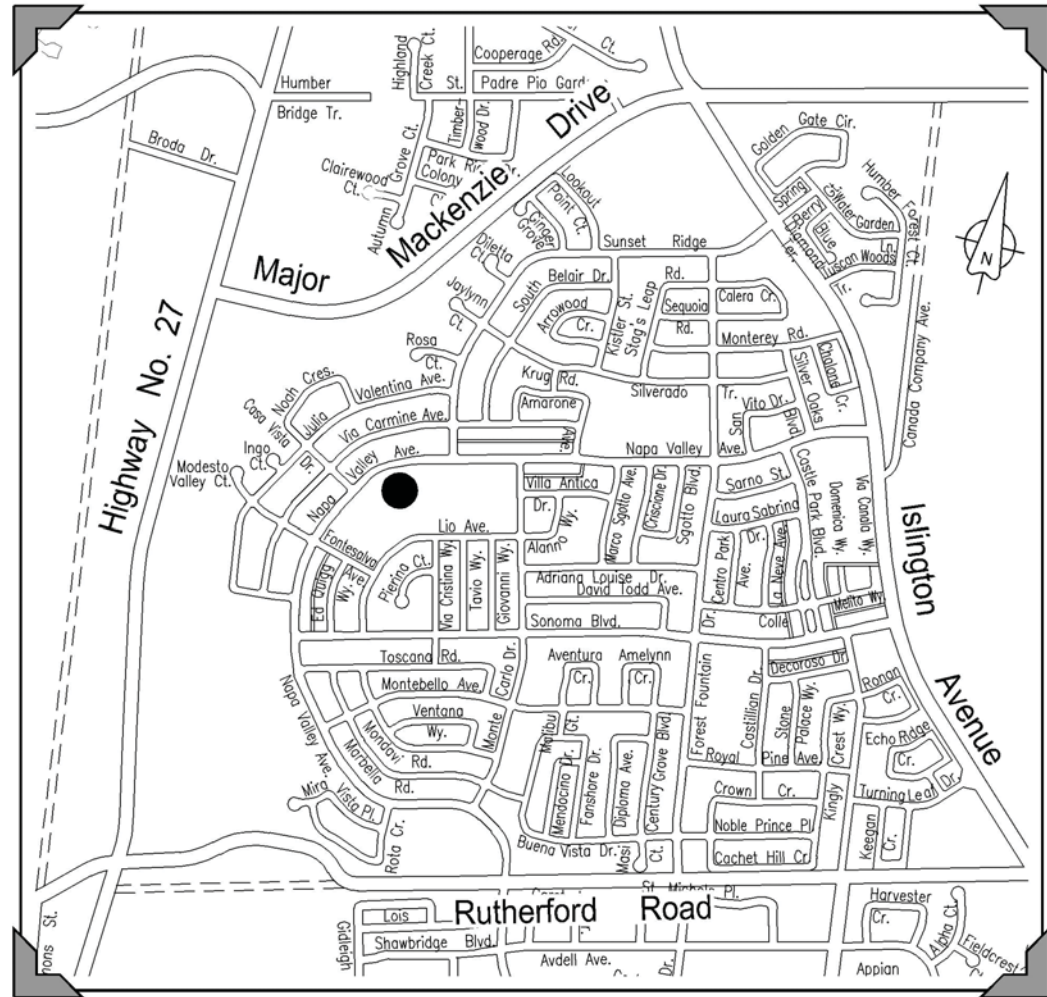 Highland
Creek Ct.
Cooperage Rd.
Ct.
Humber
Bridge Tr.
St.
Padre Pio
Timber-
wood Dr.
Broda Dr.
Clairewood
Ct.
Grove Ct.
Autumn
Colony
Major
Mackenzie
Drive
Golden Gate Cir.
Humber Forest Ct.
Spring
Berry
Blue
Diamond
Water
Garden
Tuscan Woods
Tr.
Ter.
Lookout
Point Ct.
Ginger
Grove
Diletta
Ct.
Sunset Ridge
N
Highway No. 27
Jaylynn
Ct.
South
Belair Dr.
Arrowood
Cr.
Kistler St.
Stag's Leap
Rd.
Sequoia
Rd.
Calera Cr.
Monterey Rd.
Chalone
Cr.
Silver Oaks
Blvd.
Canada Company Ave.
Rosa
Ct.
Krug
Rd.
Amarone
Ave.
Silverado
Tr.
Vito Dr.
San
Noah Cres.
Casa Vista
Dr.
Julia
Valentina Ave.
Via Carmine Ave.
Ingo
Ct.
Modesto
Valley Ct.
Napa
Valley
Ave.
Napa Valley
Ave.
Villa Antica
Dr.
Wy.
Alanno
Marco Sgotto Ave.
Criscione Dr.
Sgotto Blvd.
Sarno St.
Laura Sabrina
Dr.
Castle Park Blvd.
Domenica Wy.
Via Canala Wy.
Islington
Avenue
Fontesalva
Ave
Lio Ave.
Ed Quigg
Wy.
Pierina Ct.
Via Cristina Wy.
Tavio Wy.
Giovanni Wy.
Adriana Louise Dr.
David Todd Ave.
Centro Park
Ave.
La Neve Ave.
Sonoma Blvd.
Dr.
Colle
Melito Wy.
Toscana Rd.
Carlo Dr.
Monte
Aventura
Cr.
Amelynn
Cr.
Decoroso Dr.
Ronan
Cr.
Montebello Ave.
Ventana
Wy.
Napa Valley
Ave.
Mondavi
Rd.
Marbella
Rd.
Malibu
Gt.
Mendocino Dr.
Fanshore Dr.
Diploma Ave.
Century Grove Blvd.
Forest Fountain
Castillian Dr.
Stone
Palace Wy.
Crest Wy.
Kingly
Royal
Pine Ave.
Echo Ridge
Cr.
Turning Leaf Dr.
Crown
Cr.
Mira
Vista Pl.
Rota Cr.
Noble Prince Pl.
Cachet Hill Cr
Keegan
Cr.
Buena Vista Dr.
Masi
Ct.
Pl.
Rutherford Road
Lois
Gidleigh
Shawbridge Blvd.
Avdell Ave.
Dr.
Harvester
Cr.
Alpha Ct.
Fieldcrest
Appian
St.